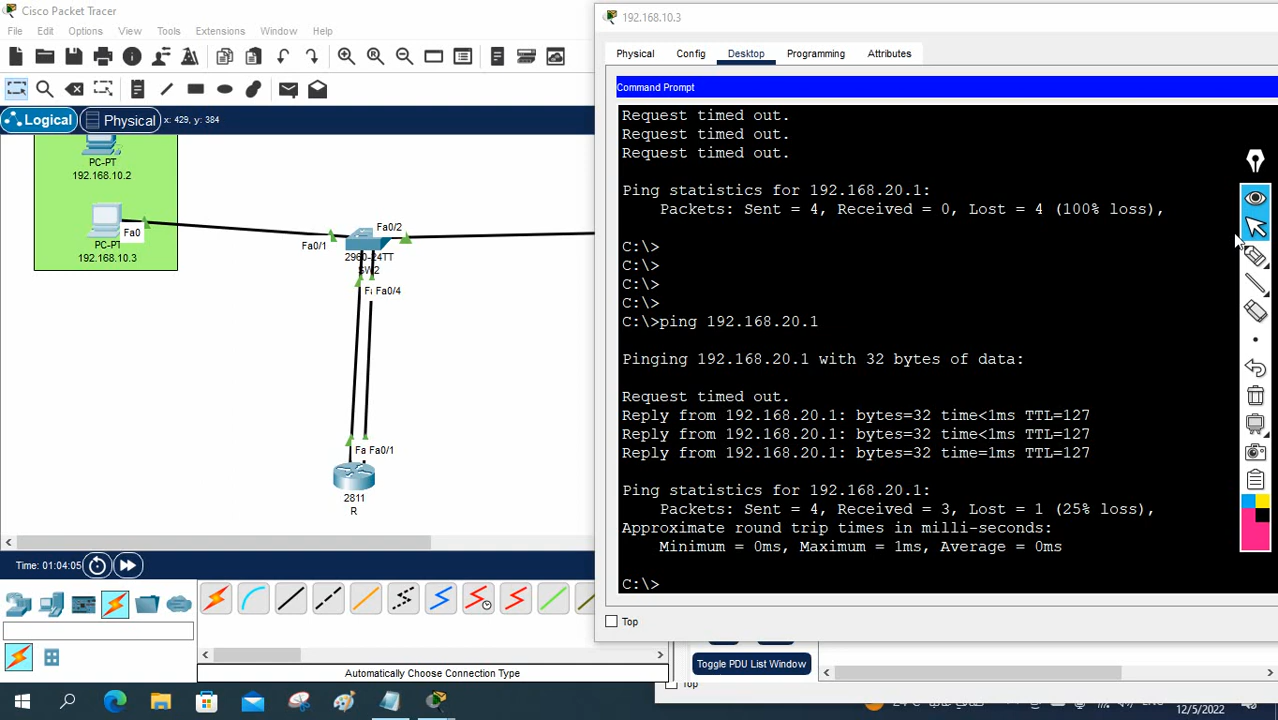 Cisco Packet Tracer
File Edit Options View Tools Extensions Window Help
Logical Physical x: 429, y: 384
PC-PT
192.168.10.2
PC-PT
192.168.10.3
Fa0
Fa0/1
Fa0/2
2960-24TT
SW2
Fa0/4
Fa Fa0/1
2811
R
Time: 01:04:05
Automatically Choose Connection Type
192.168.10.3
Physical Config Desktop Programming Attributes
Command Prompt
Request timed out.
Request timed out.
Request timed out.
Ping statistics for 192.168.20.1:
Packets: Sent = 4, Received = 0, Lost = 4 (100% loss),
C:\>
C:\>
C:\>
C:\>
C:\>ping 192.168.20.1
Pinging 192.168.20.1 with 32 bytes of data:
Request timed out.
Reply from 192.168.20.1: bytes=32 time<1ms TTL=127
Reply from 192.168.20.1: bytes=32 time<1ms TTL=127
Reply from 192.168.20.1: bytes=32 time=1ms TTL=127
Ping statistics for 192.168.20.1:
Packets: Sent = 4, Received = 3, Lost = 1 (25% loss),
Approximate round trip times in milli-seconds:
Minimum = 0ms, Maximum = 1ms, Average = 0ms
C:\>
Top
Toggle PDU List Window
Top
12/5/2022